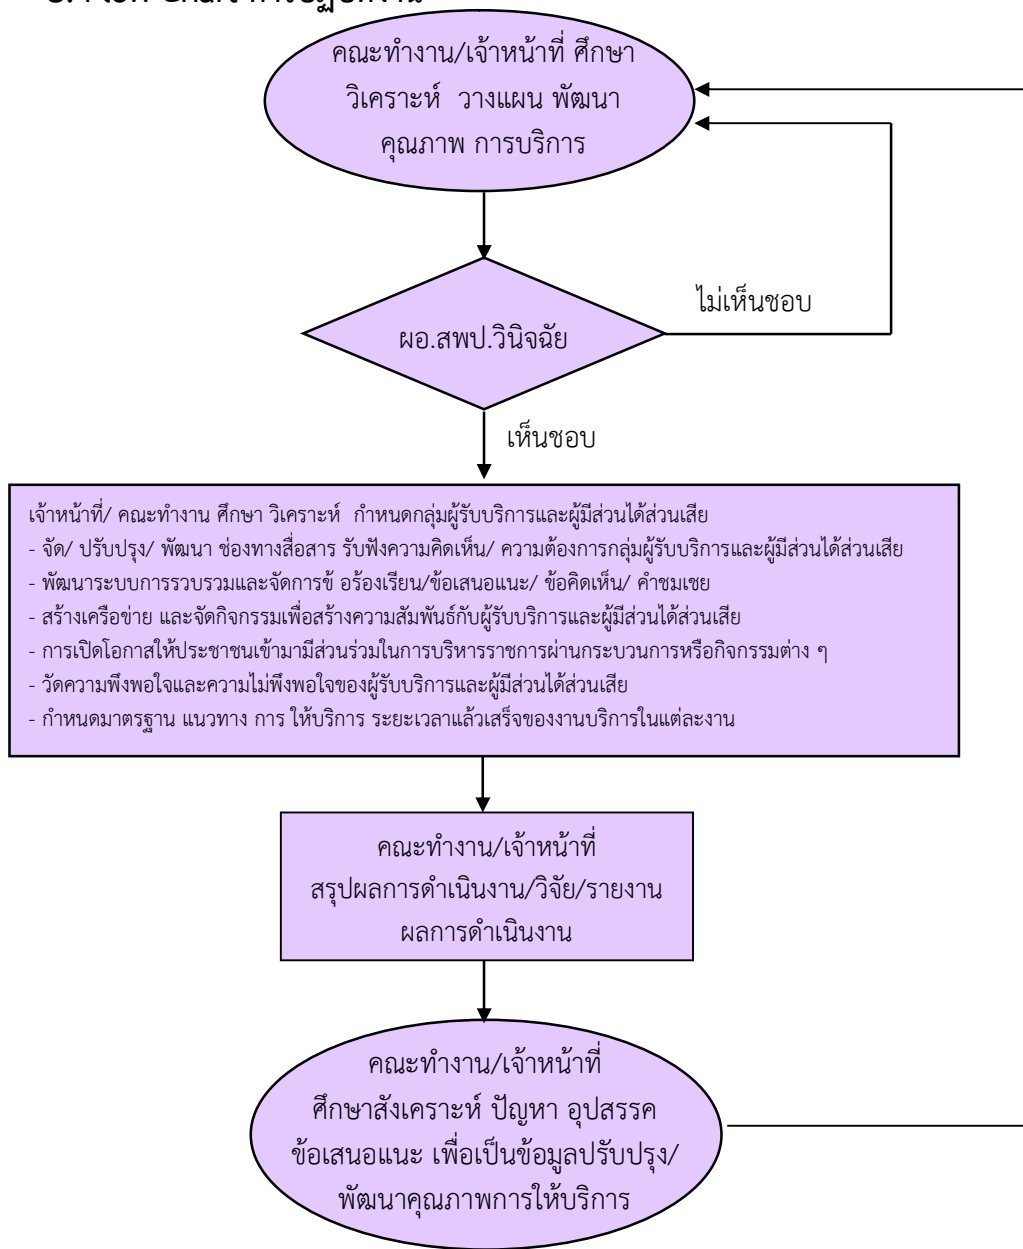 Flow Chart การปฏิบัติงาน
คณะทำงาน/เจ้าหน้าที่ ศึกษา
วิเคราะห์ วางแผน พัฒนา
คุณภาพ การบริการ
ไม่เห็นชอบ
ผอ.สพป.วินิจฉัย
เห็นชอบ
เจ้าหน้าที่/ คณะทำงาน ศึกษา วิเคราะห์ กำหนดกลุ่มผู้รับบริการและผู้มีส่วนได้ส่วนเสีย
- จัด/ ปรับปรุง/ พัฒนา ช่องทางสื่อสาร รับฟังความคิดเห็น/ ความต้องการกลุ่มผู้รับบริการและผู้มีส่วนได้ส่วนเสีย
- พัฒนาระบบการรวบรวมและจัดการข้ อร้องเรียน/ข้อเสนอแนะ/ ข้อคิดเห็น/ คำชมเชย
- สร้างเครือข่าย และจัดกิจกรรมเพื่อสร้างความสัมพันธ์กับผู้รับบริการและผู้มีส่วนได้ส่วนเสีย
- การเปิดโอกาสให้ประชาชนเข้ามามีส่วนร่วมในการบริหารราชการผ่านกระบวนการหรือกิจกรรมต่าง ๆ
- วัดความพึงพอใจและความไม่พึงพอใจของผู้รับบริการและผู้มีส่วนได้ส่วนเสีย
- กำหนดมาตรฐาน แนวทาง การ ให้บริการ ระยะเวลาแล้วเสร็จของงานบริการในแต่ละงาน
คณะทำงาน/เจ้าหน้าที่
สรุปผลการดำเนินงาน/วิจัย/รายงาน
ผลการดำเนินงาน
คณะทำงาน/เจ้าหน้าที่
ศึกษาสังเคราะห์ ปัญหา อุปสรรค
ข้อเสนอแนะ เพื่อเป็นข้อมูลปรับปรุง/
พัฒนาคุณภาพการให้บริการ